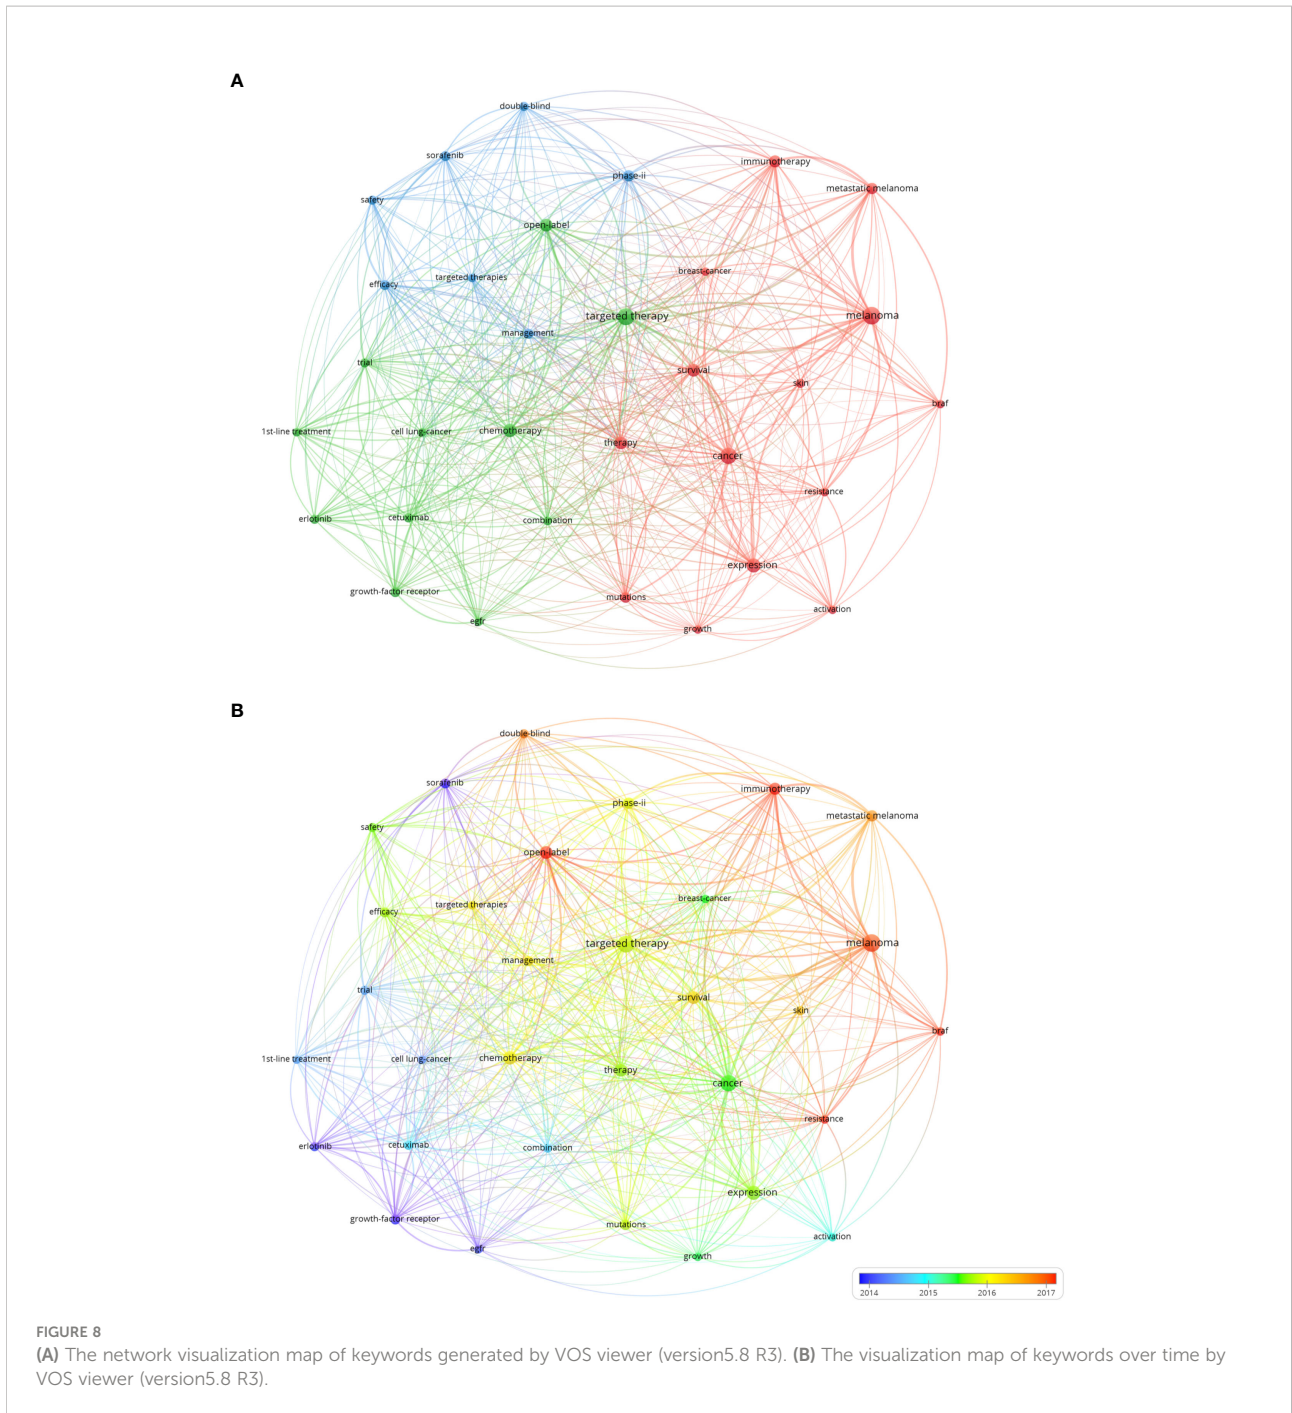 A
double-blind
sorafenib
immunotherapy
phase-ii
metastatic melanoma
safety
open-label
breast-cancer
targeted therapies
efficacy
targeted therapy
melanoma
management
trial
survival
skin
braf
1st-line treatment
cell lung-cancer
chemotherapy
therapy
cancer
resistance
erlotinib
cetuximab
combination
expression
growth-factor receptor
mutations
activation
egfr
growth
B
double-blind
sorafenib
immunotherapy
phase-ii
metastatic melanoma
safety
open-label
breast-cancer
targeted therapies
efficacy
targeted therapy
melanoma
management
trial
survival
skin
braf
1st-line treatment
cell lung-cancer
chemotherapy
therapy
cancer
resistance
erlotinib
cetuximab
combination
expression
growth-factor receptor
mutations
activation
egfr
growth
2014 2015 2016 2017
FIGURE 8
(A) The network visualization map of keywords generated by VOS viewer (version5.8 R3). (B) The visualization map of keywords over time by
VOS viewer (version5.8 R3).